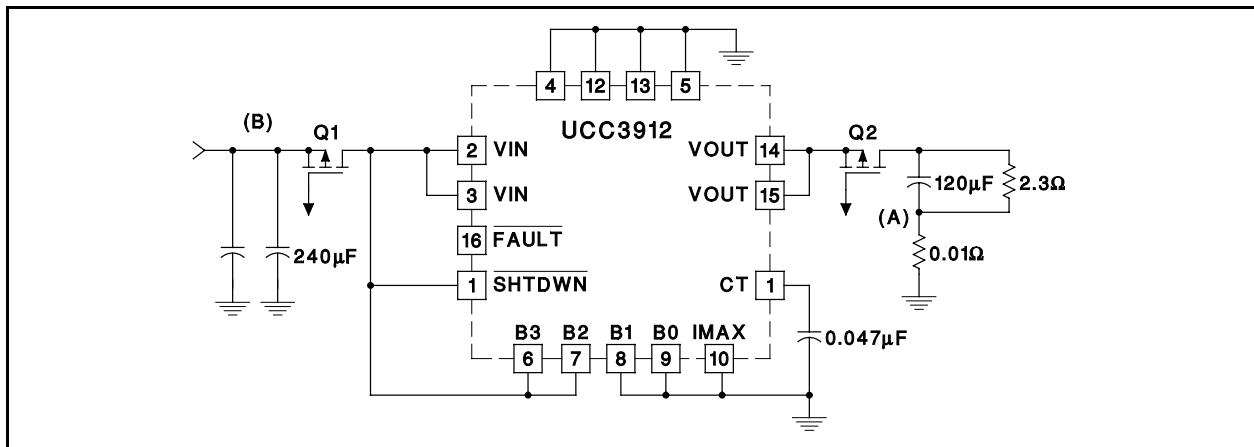 4 12 13 5
UCC3912
(B) Q1
Q2
2 VIN
VOUT 14
3 VIN
VOUT 15
120µF
2.3Ω
(A)
16 FAULT
240µF
0.01Ω
1 SHTDWN
CT 1
B3 B2 B1 B0 IMAX
0.047µF
6 7 8 9 10